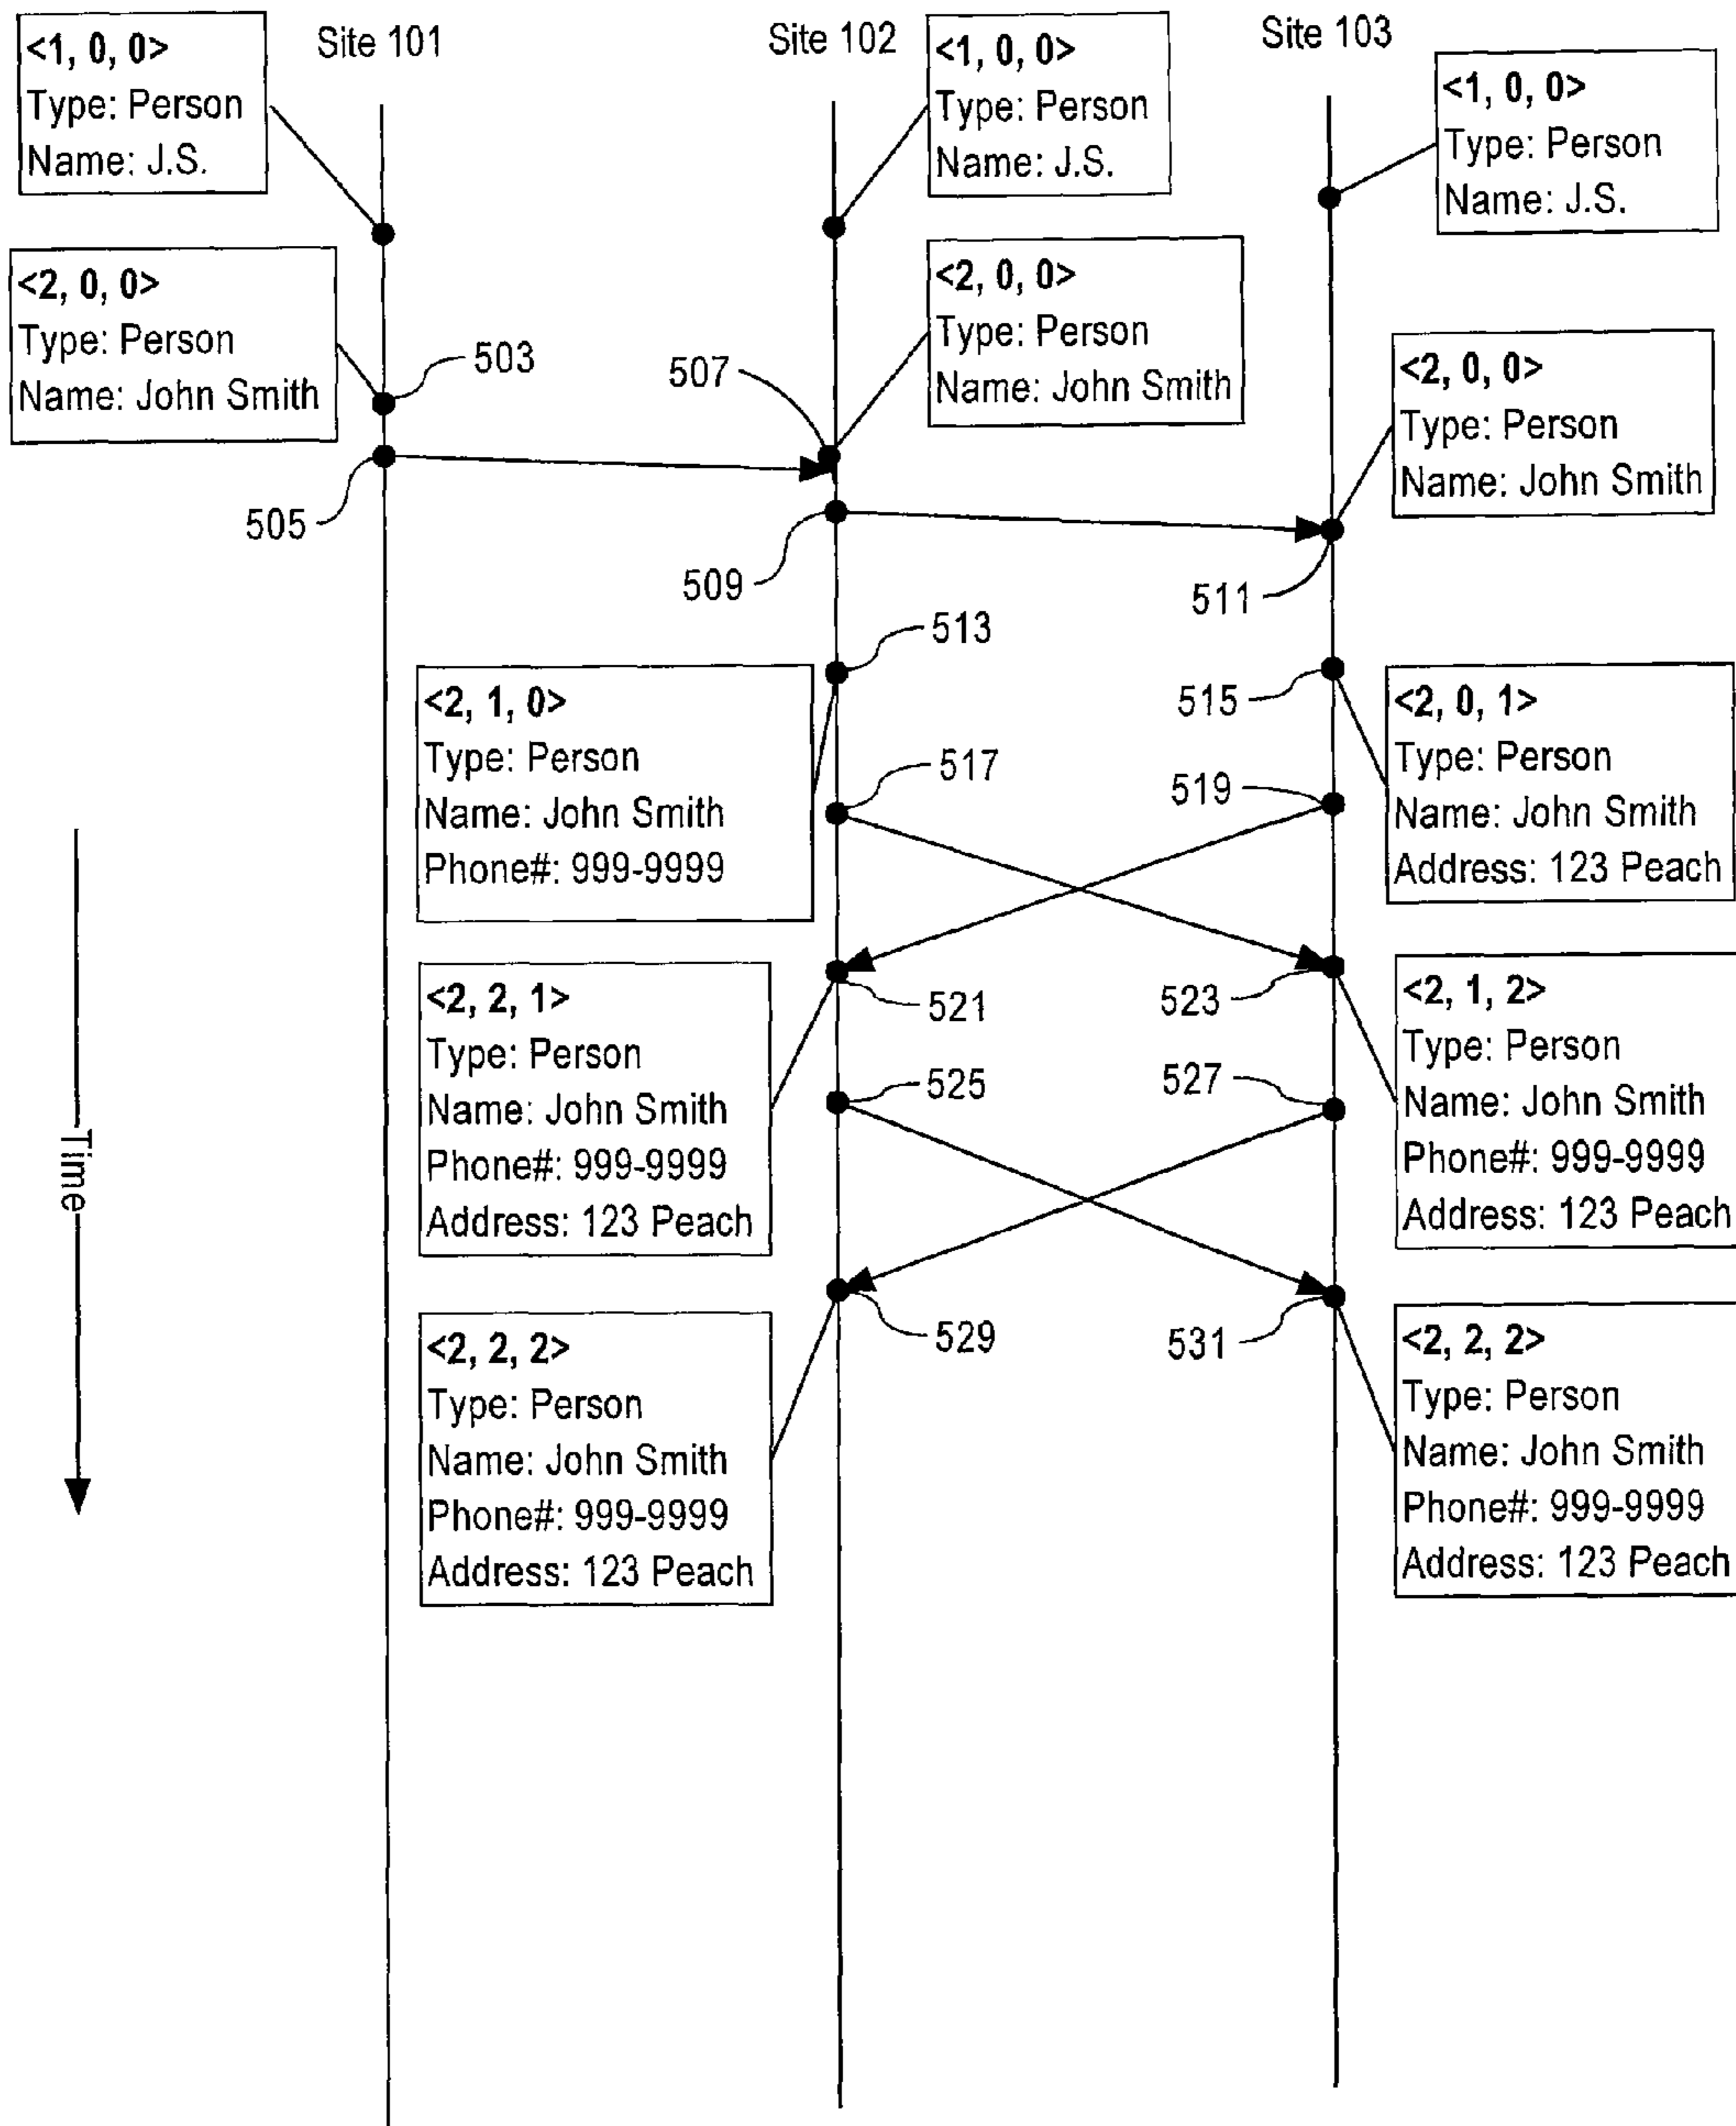 Site 101
Site 102
Site 103
<1, 0, 0>
Type: Person
Name: J.S.
<1, 0, 0>
Type: Person
Name: J.S.
<1, 0, 0>
Type: Person
Name: J.S.
<2, 0, 0>
Type: Person
Name: John Smith
503
507
<2, 0, 0>
Type: Person
Name: John Smith
<2, 0, 0>
Type: Person
Name: John Smith
505
509
511
513
515
<2, 1, 0>
Type: Person
Name: John Smith
Phone#: 999-9999
517
519
<2, 0, 1>
Type: Person
Name: John Smith
Address: 123 Peach
<2, 2, 1>
Type: Person
Name: John Smith
Phone#: 999-9999
Address: 123 Peach
521
523
<2, 1, 2>
Type: Person
Name: John Smith
Phone#: 999-9999
Address: 123 Peach
525
527
Time
<2, 2, 2>
Type: Person
Name: John Smith
Phone#: 999-9999
Address: 123 Peach
529
531
<2, 2, 2>
Type: Person
Name: John Smith
Phone#: 999-9999
Address: 123 Peach